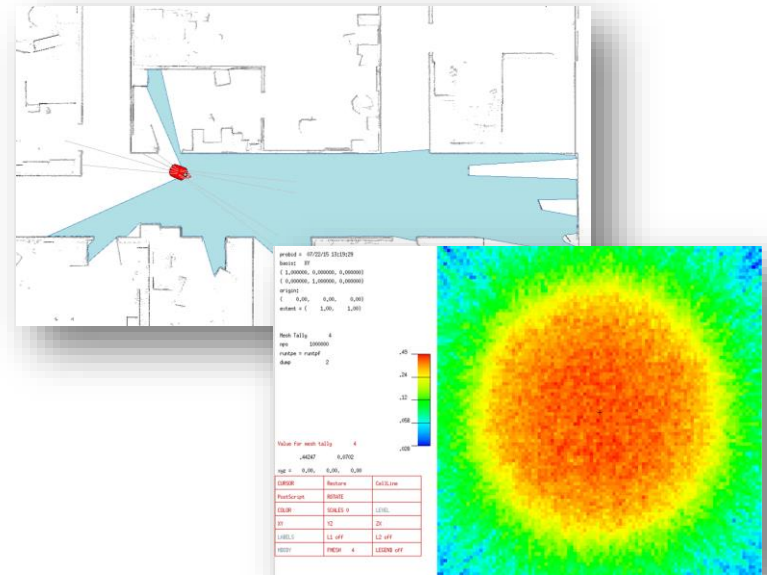 probid = 07/22/15 13:19:29
basis: XY
( 1.000000, 0.000000, 0.000000)
( 0.000000, 1.000000, 0.000000)
origin:
( 0.00, 0.00, 0.00)
extent = ( 1.00, 1.00)
Mesh Tally 4
nps 1000000
runtpe = runtpf
dump 2
.24
.12
Value for mesh tally 4
.44247 0.0702
xyz = 0.00, 0.00, 0.00
CURSOR Restore CellLine
PostScript ROTATE
COLOR SCALES 0 LEVEL
XY YZ ZX
LABELS L1 off L2 off
MBODY FMESH 4 LEGEND off